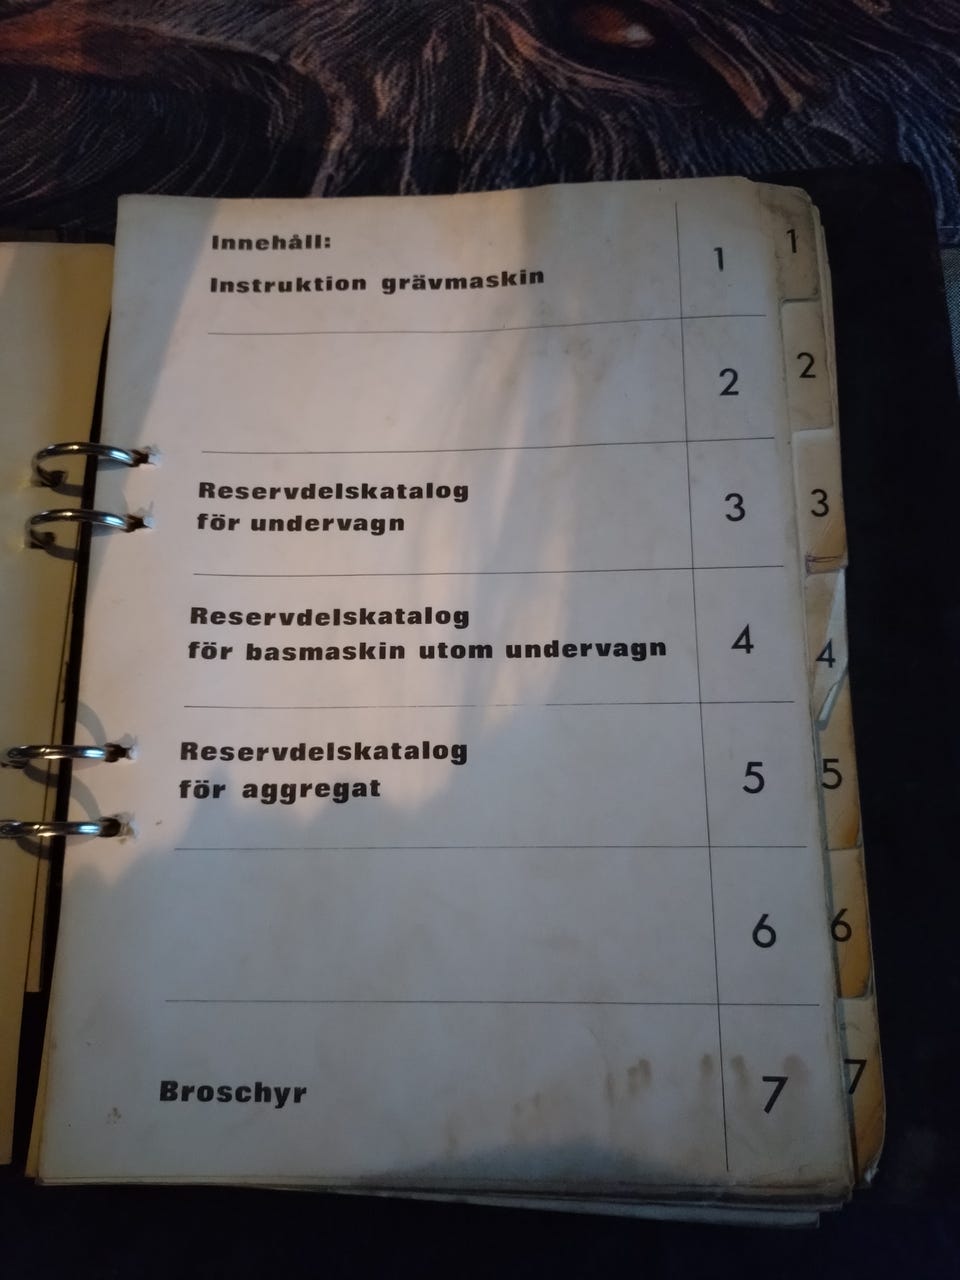 Innehåll:
Instruktion grävmaskin 1
2
Reservdelskatalog
för undervagn 3
Reservdelskatalog
för basmaskin utom undervagn 4
Reservdelskatalog
för aggregat 5
6
Broschyr 7
1
2
3
4
5
6
7